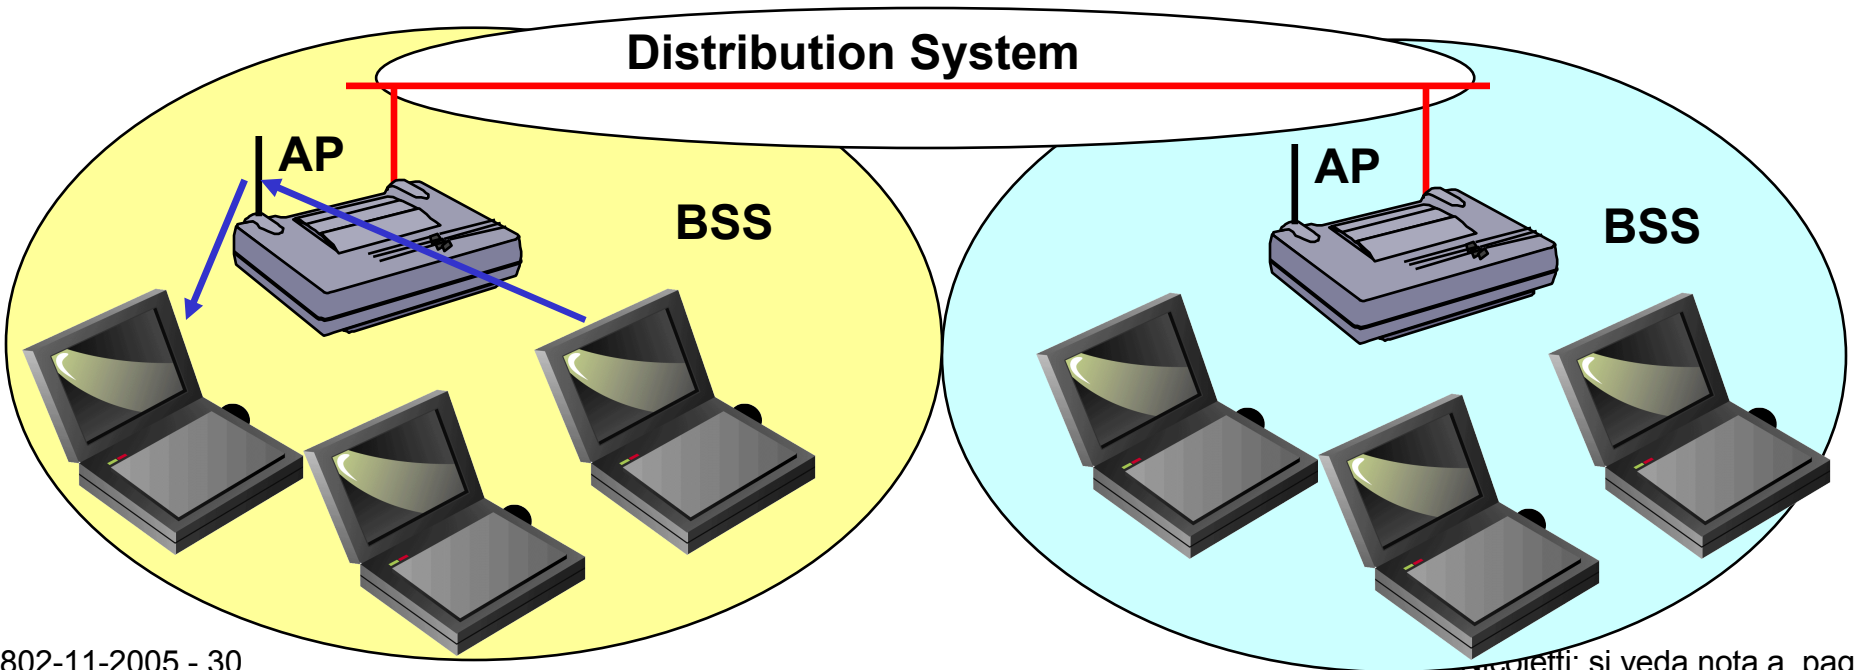 Distribution System
AP
BSS
AP
BSS
802-11-2005 - 30
si veda nota a pag